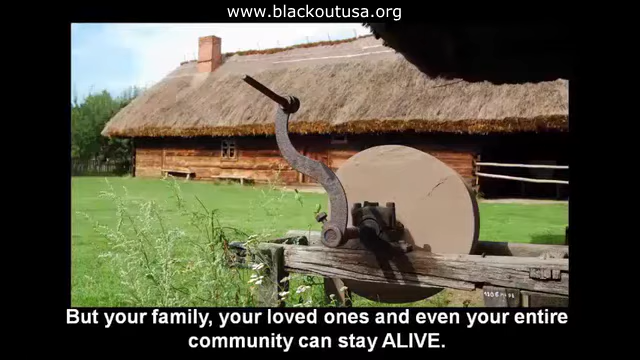 www.blackoutusa.org
But your family, your loved ones and even your entire
community can stay ALIVE.